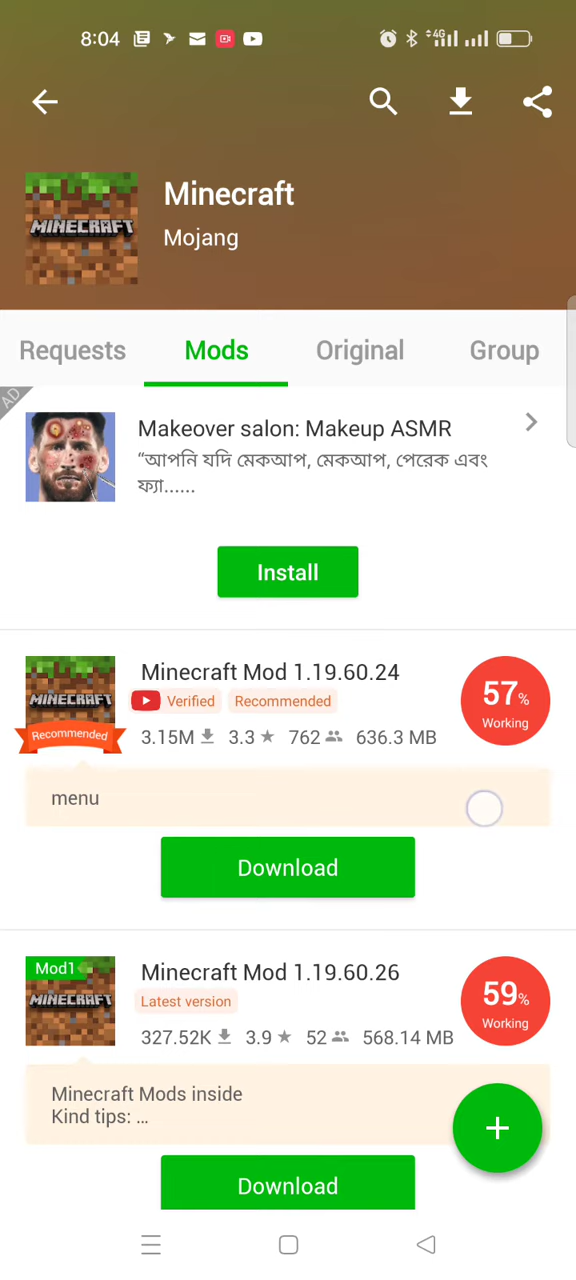 8:04
4G
Minecraft
Mojang
MINECRAFT
Requests
Mods
Original
Group
AD
Makeover salon: Makeup ASMR
“আপনি যদি মেকআপ, মেকআপ, পেরেক এবং
ফ্যা......
Install
Minecraft Mod 1.19.60.24
MINECRAFT
Recommended
Verified
Recommended
3.15M
3.3
762
636.3 MB
57%
Working
menu
Download
Mod1
MINECRAFT
Minecraft Mod 1.19.60.26
Latest version
327.52K
3.9
52
568.14 MB
59%
Working
Minecraft Mods inside
Kind tips: ...
+
Download